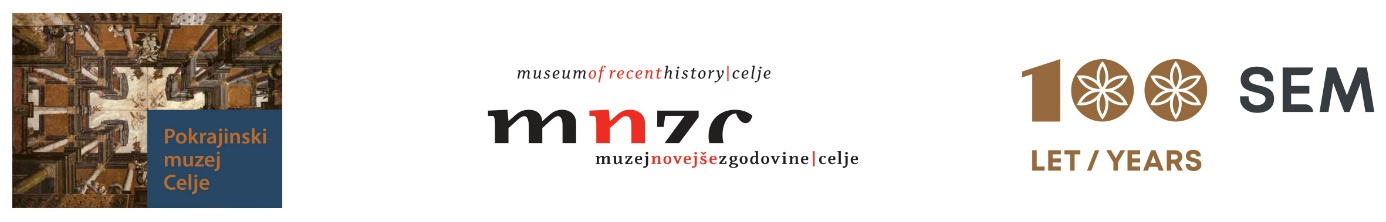 Pokrajinski
muzej
Celje
museumofrecenthistory|celje
mnzc
muzejnovejšezgodovine|celje
100 SEM
LET / YEARS